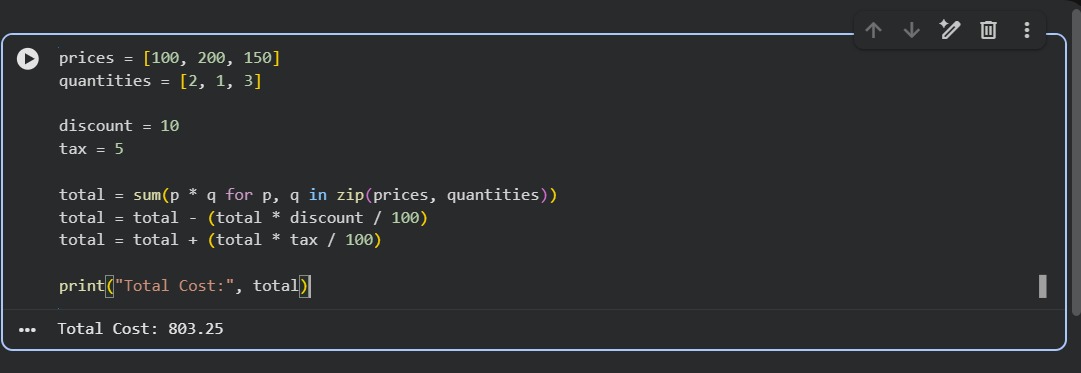 prices = [100, 200, 150]
quantities = [2, 1, 3]
discount = 10
tax = 5
total = sum(p * q for p, q in zip(prices, quantities))
total = total - (total * discount / 100)
total = total + (total * tax / 100)
print("Total Cost:", total)
Total Cost: 803.25